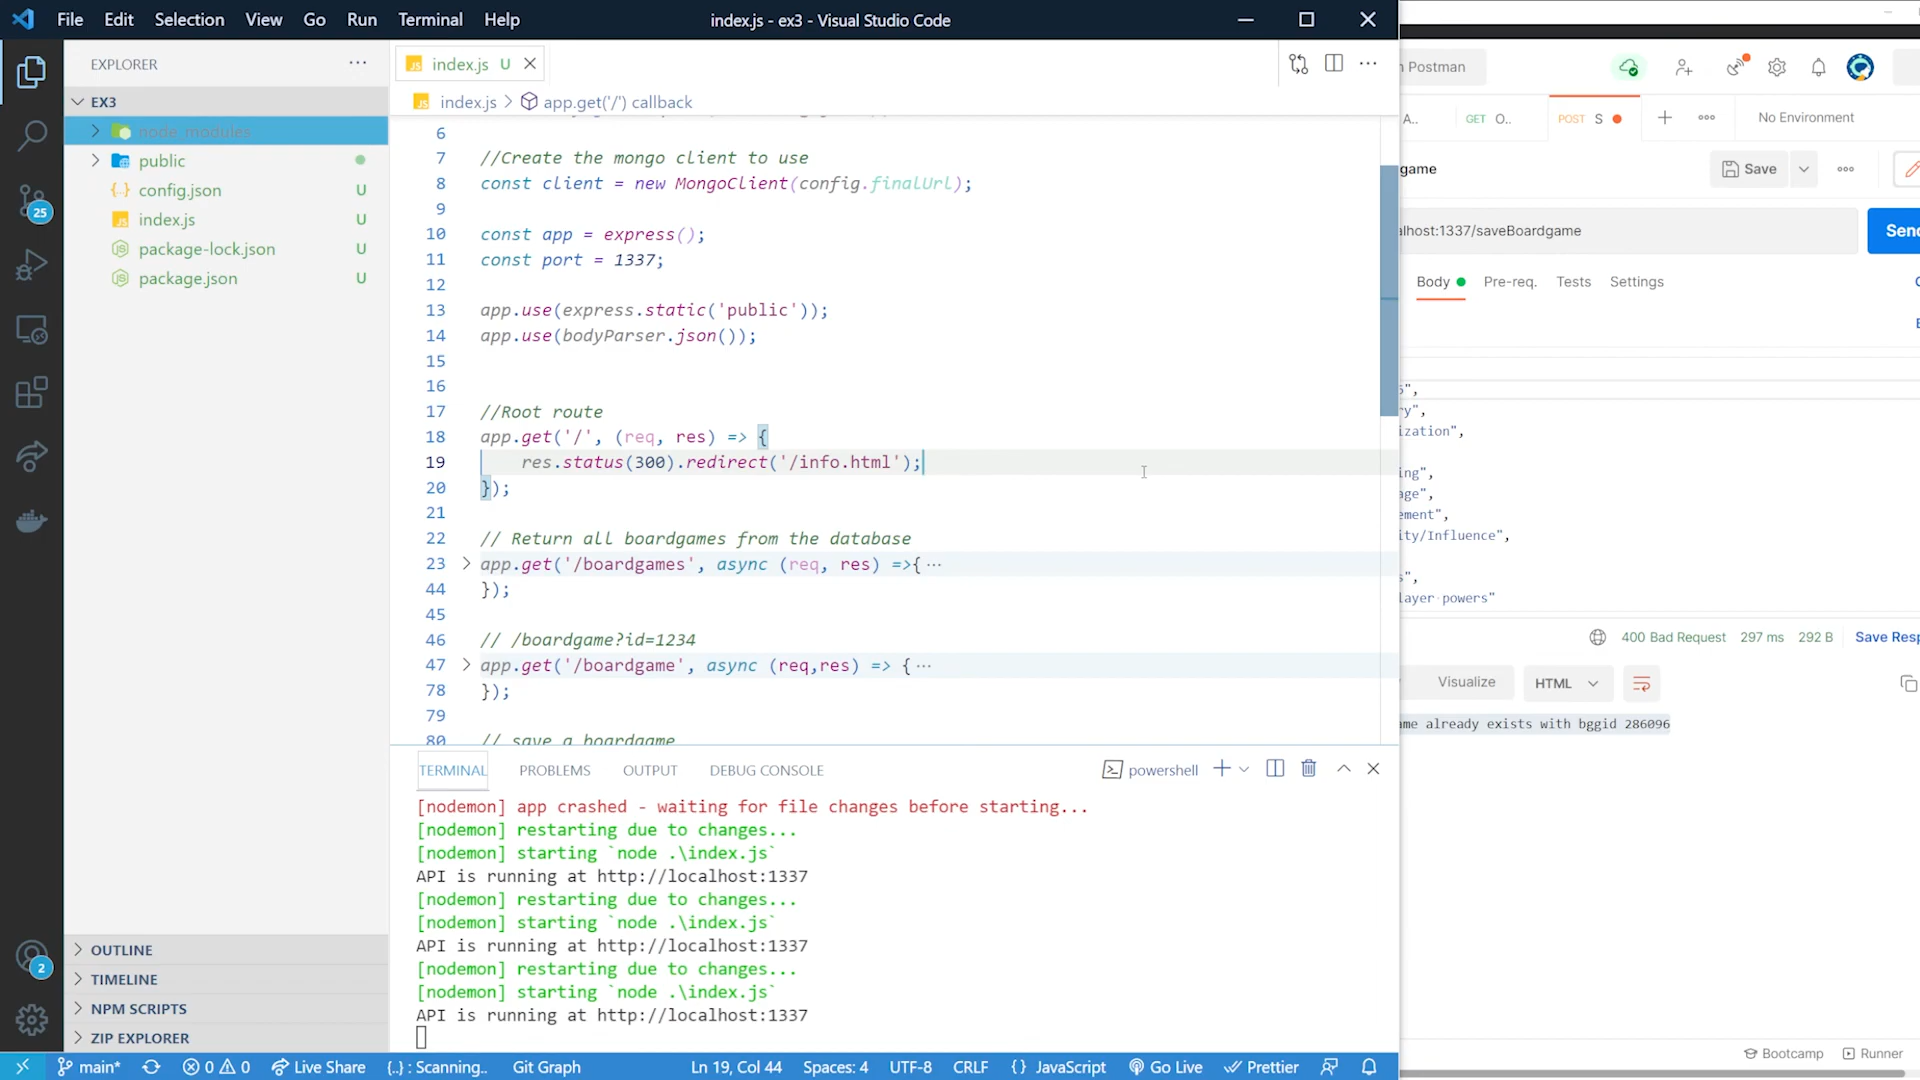 File Edit Selection View Go Run Terminal Help
index.js - ex3 - Visual Studio Code
EXPLORER
EX3
node_modules
public
config.json U
index.js U
package-lock.json U
package.json U
OUTLINE
TIMELINE
NPM SCRIPTS
ZIP EXPLORER
25
2
index.js U
index.js > app.get('/') callback
6
7 //Create the mongo client to use
8 const client = new MongoClient(config.finalUrl);
9
10 const app = express();
11 const port = 1337;
12
13 app.use(express.static('public'));
14 app.use(bodyParser.json());
15
16
17 //Root route
18 app.get('/', (req, res) => {
19 res.status(300).redirect('/info.html');
20 });
21
22 // Return all boardgames from the database
23 app.get('/boardgames', async (req, res) =>{ ...
44 });
45
46 // /boardgame?id=1234
47 app.get('/boardgame', async (req,res) => { ...
78 });
79
80 // save a boardgame
TERMINAL PROBLEMS OUTPUT DEBUG CONSOLE
powershell
[nodemon] app crashed - waiting for file changes before starting...
[nodemon] restarting due to changes...
[nodemon] starting `node .\index.js`
API is running at http://localhost:1337
[nodemon] restarting due to changes...
[nodemon] starting `node .\index.js`
API is running at http://localhost:1337
[nodemon] restarting due to changes...
[nodemon] starting `node .\index.js`
API is running at http://localhost:1337
main* 0 0 Live Share {..} : Scanning.. Git Graph Ln 19, Col 44 Spaces: 4 UTF-8 CRLF {} JavaScript Go Live Prettier
Postman
A.. GET O.. POST S No Environment
game
Save
lhost:1337/saveBoardgame
Send
Body Pre-req. Tests Settings
",
ry",
ization",
ing",
age",
ement",
ity/Influence",
s",
layer powers"
400 Bad Request 297 ms 292 B Save Resp
Visualize HTML
ame already exists with bggid 286096
Bootcamp Runner